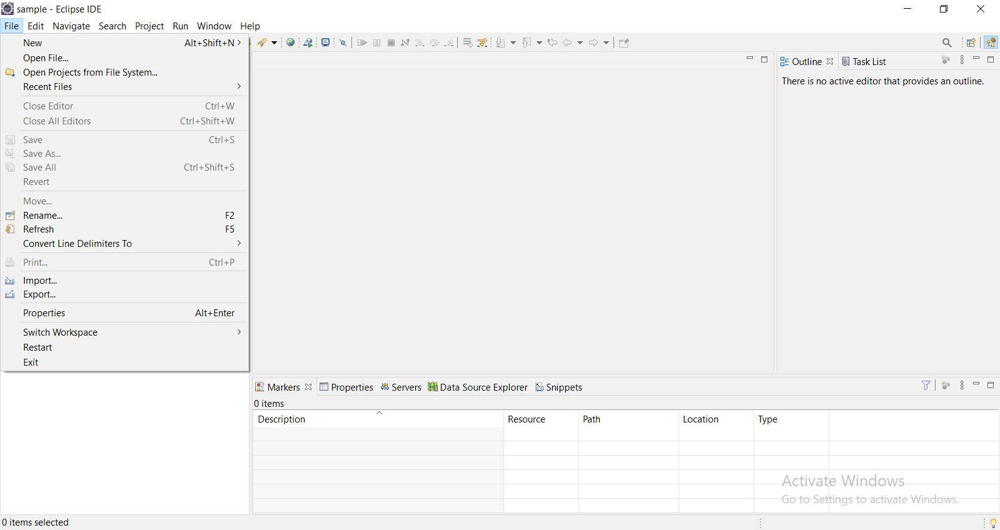 sample - Eclipse IDE
File Edit Navigate Search Project Run Window Help
New Alt+Shift+N
Open File...
Open Projects from File System...
Recent Files
Close Editor Ctrl+W
Close All Editors Ctrl+Shift+W
Save Ctrl+S
Save As...
Save All Ctrl+Shift+S
Revert
Move...
Rename... F2
Refresh F5
Convert Line Delimiters To
Print... Ctrl+P
Import...
Export...
Properties Alt+Enter
Switch Workspace
Restart
Exit
Outline Task List
There is no active editor that provides an outline.
Markers Properties Servers Data Source Explorer Snippets
0 items
Description Resource Path Location Type
Activate Windows
Go to Settings to activate Windows.
0 items selected